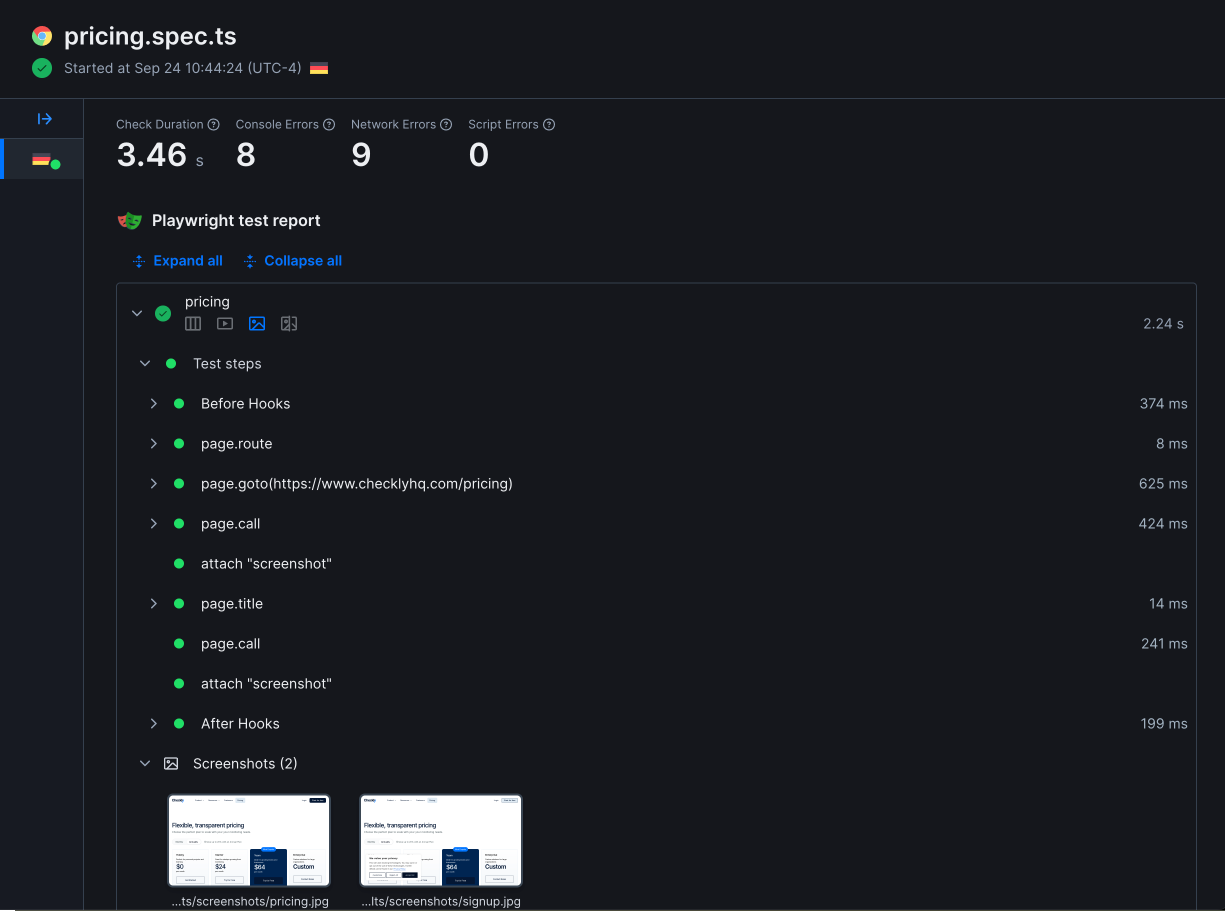 pricing.spec.ts
Started at Sep 24 10:44:24 (UTC-4)
Check Duration Console Errors Network Errors Script Errors
3.46 s 8 9 0
Playwright test report
Expand all Collapse all
pricing
2.24 s
Test steps
Before Hooks 374 ms
page.route 8 ms
page.goto(https://www.checklyhq.com/pricing) 625 ms
page.call 424 ms
attach "screenshot"
page.title 14 ms
page.call 241 ms
attach "screenshot"
After Hooks 199 ms
Screenshots (2)
Flexible, transparent pricing Flexible, transparent pricing
$0 $24 $64 Custom $64 Custom
...ts/screenshots/pricing.jpg ...lts/screenshots/signup.jpg